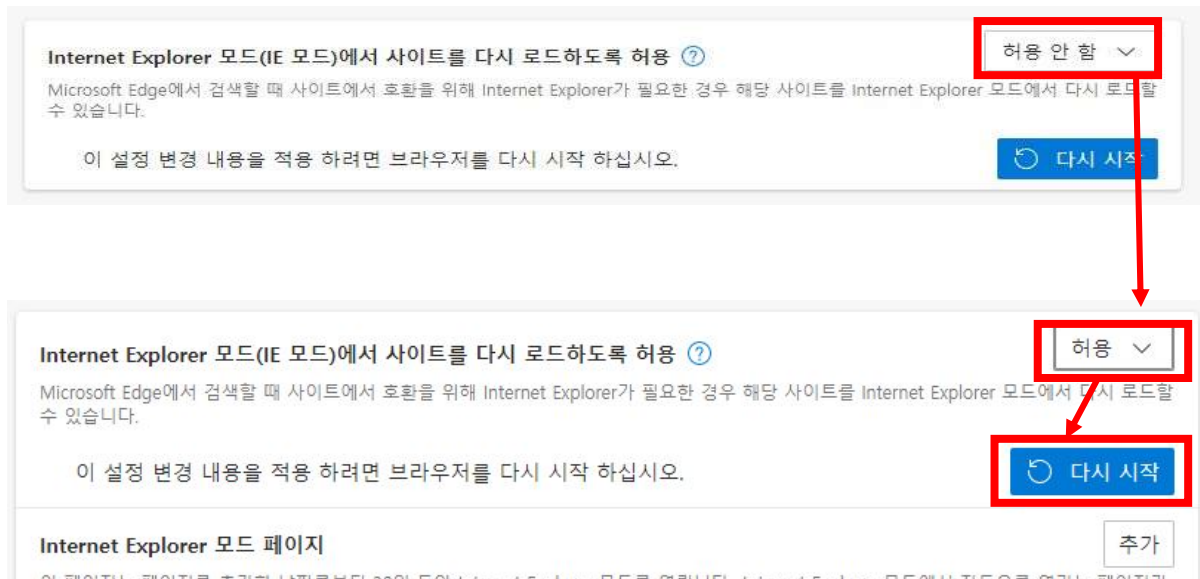 Internet Explorer 모드(IE 모드)에서 사이트를 다시 로드하도록 허용 ?
허용 안 함
Microsoft Edge에서 검색할 때 사이트에서 호환을 위해 Internet Explorer가 필요한 경우 해당 사이트를 Internet Explorer 모드에서 다시 로드할
수 있습니다.
이 설정 변경 내용을 적용 하려면 브라우저를 다시 시작 하십시오.
다시 시작
Internet Explorer 모드(IE 모드)에서 사이트를 다시 로드하도록 허용 ?
허용
Microsoft Edge에서 검색할 때 사이트에서 호환을 위해 Internet Explorer가 필요한 경우 해당 사이트를 Internet Explorer 모드에서 다시 로드할
수 있습니다.
이 설정 변경 내용을 적용 하려면 브라우저를 다시 시작 하십시오.
다시 시작
Internet Explorer 모드 페이지
추가